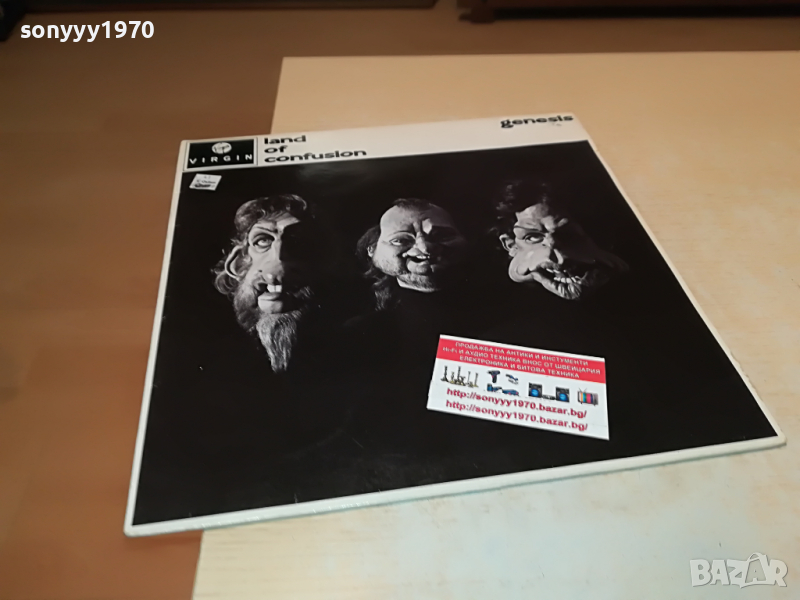 sonyyy1970
VIRGIN
land
of
confusion
genesis
ПРОДАЖБА НА АНТИКИ И ИНСТУМЕНТИ
Hi-Fi И АУДИО ТЕХНИКА ВНОС ОТ ШВЕЙЦАРИЯ
ЕЛЕКТРОНИКА И БИТОВА ТЕХНИКА
http://sonyyy1970.bazar.bg/
http://sonyyy1970.bazar.bg/
BAZAR